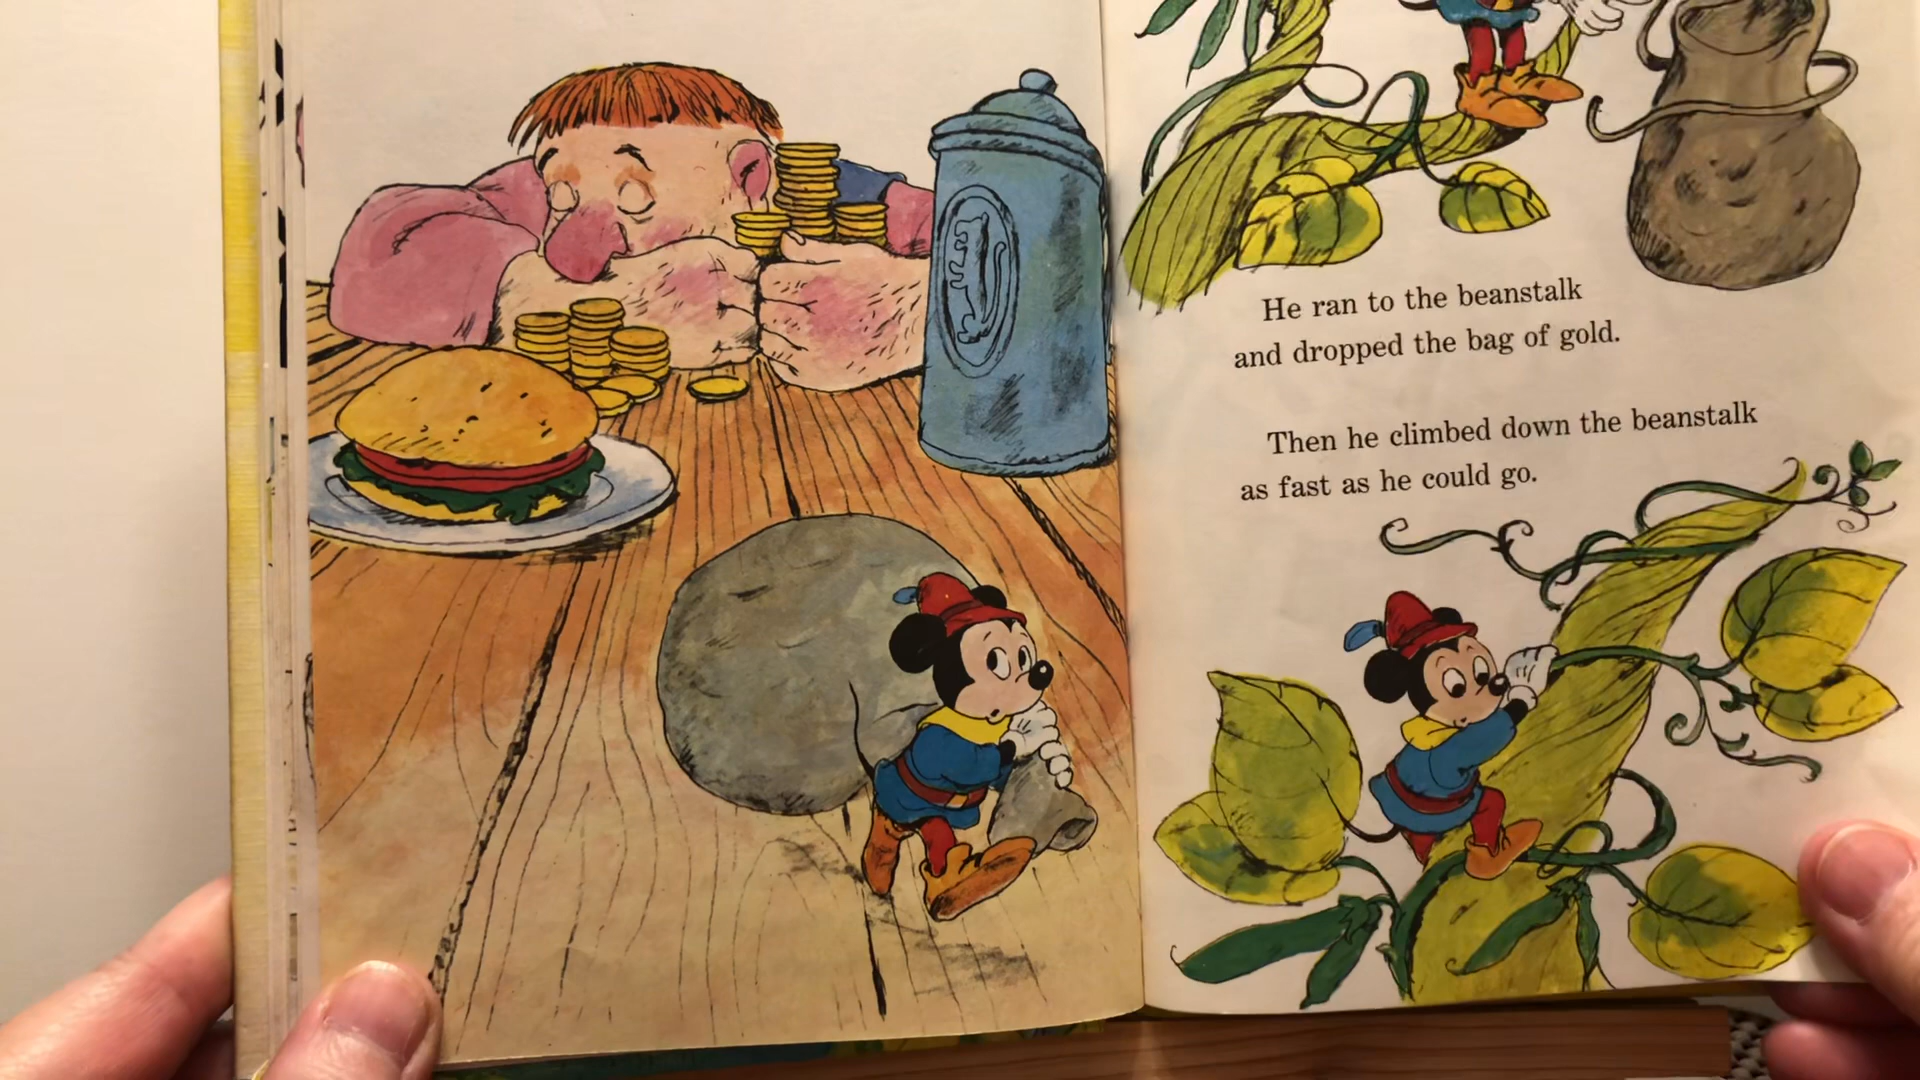 He ran to the beanstalk
and dropped the bag of gold.
Then he climbed down the beanstalk
as fast as he could go.